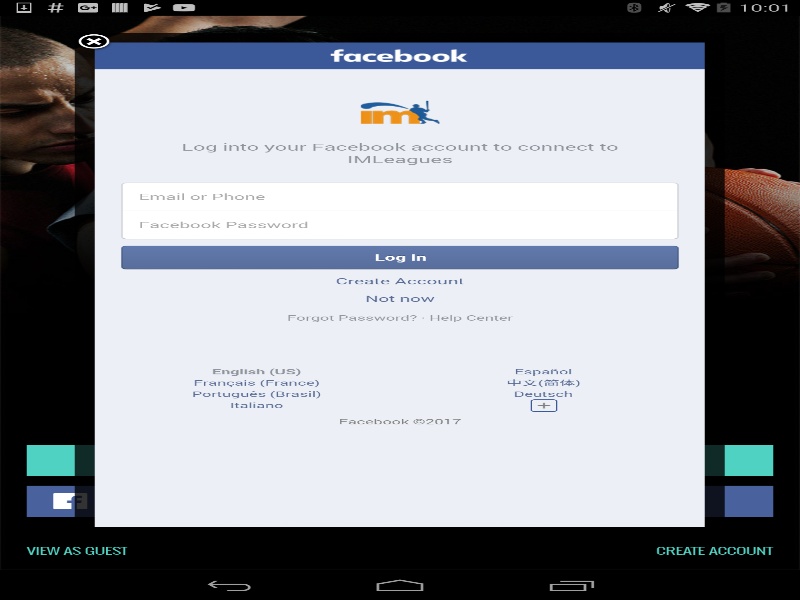 10:01
facebook
im
Log into your Facebook account to connect to
IMLeagues
Email or Phone
Facebook Password
Log In
Create Account
Not now
Forgot Password? · Help Center
English (US)
Español
Français (France)
中文(简体)
Português (Brasil)
Deutsch
Italiano
Facebook ©2017
VIEW AS GUEST
CREATE ACCOUNT